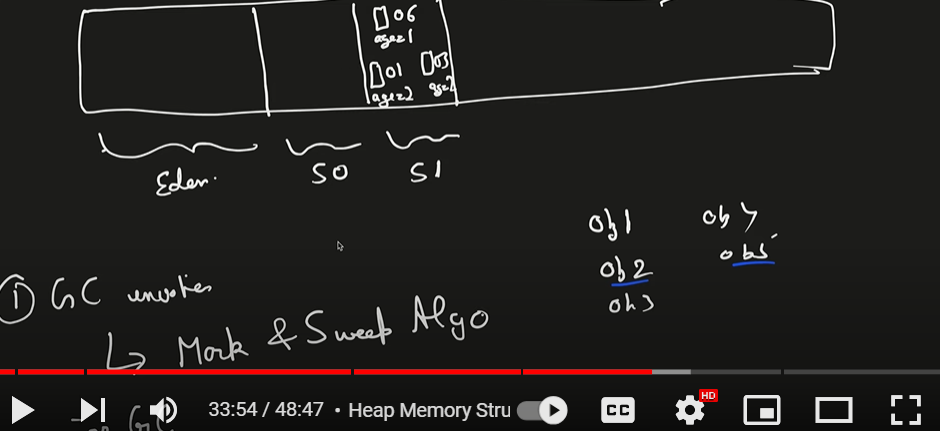 06
age=1
01 03
age=2 age=2
Eden.
S0 S1
ob1 ob
ob2 ob5
ob3
① GC invokes
↳ Mark & Sweep Algo
33:54 / 48:47 • Heap Memory Stru
CC
HD